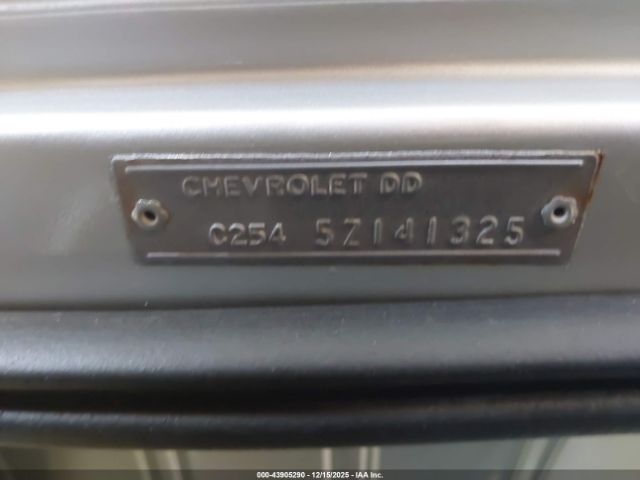 CHEVROLET DD
C254 5Z141325
000-43905290 - 12/15/2025 - IAA Inc.